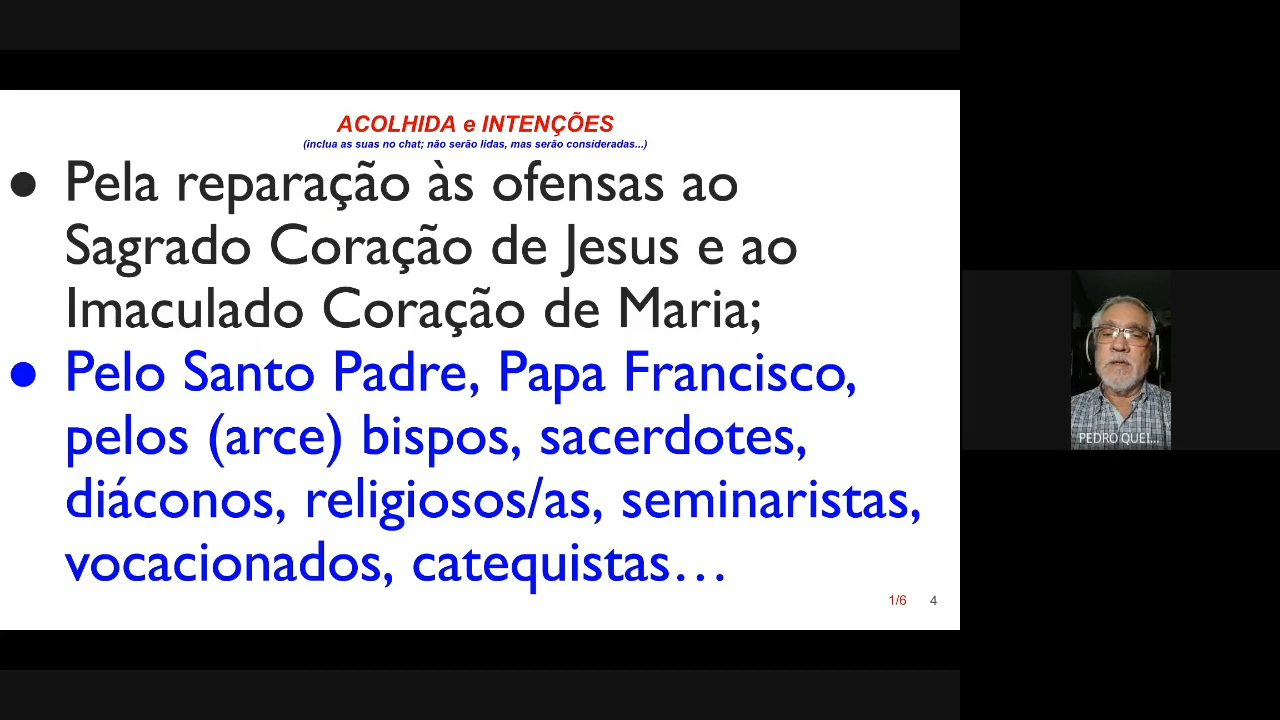 ACOLHIDA e INTENÇÕES
(inclua as suas no chat; não serão lidas, mas serão consideradas...)
● Pela reparação às ofensas ao
Sagrado Coração de Jesus e ao
Imaculado Coração de Maria;
● Pelo Santo Padre, Papa Francisco,
pelos (arce) bispos, sacerdotes,
diáconos, religiosos/as, seminaristas,
vocacionados, catequistas…
1/6 4
PEDRO QUEI...